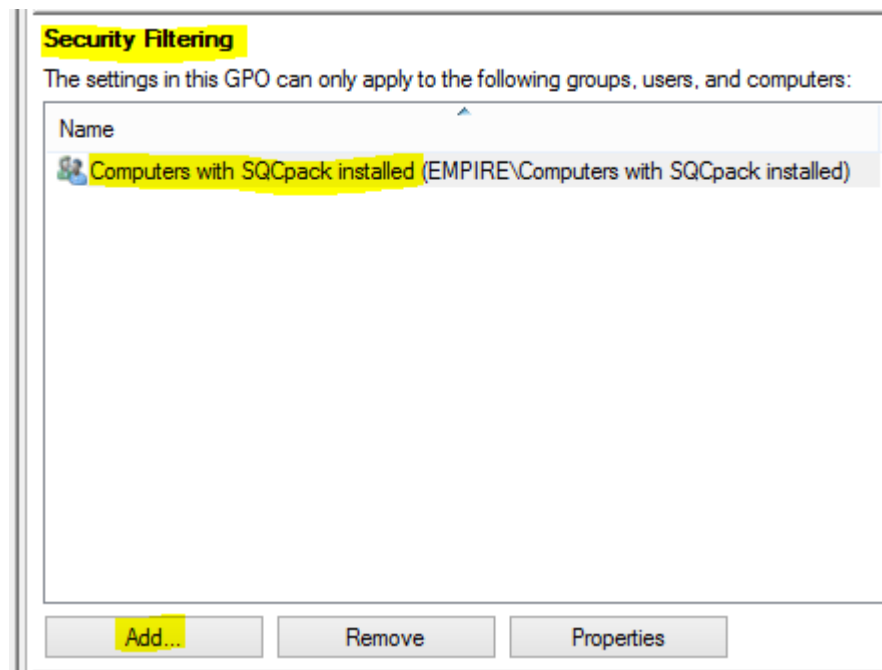 Security Filtering
The settings in this GPO can only apply to the following groups, users, and computers:
Name
Computers with SQCpack installed (EMPIRE\Computers with SQCpack installed)
Add... Remove Properties